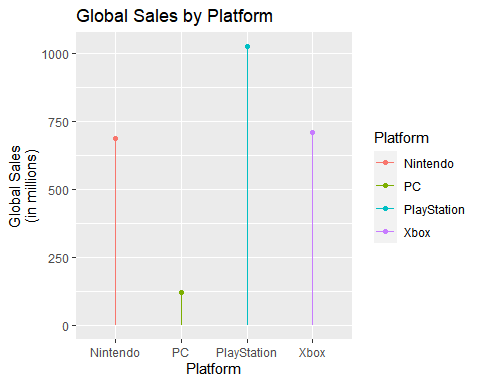 Global Sales by Platform
1000
750
500
250
0
Global Sales
(in millions)
Nintendo PC PlayStation Xbox
Platform
Platform
Nintendo
PC
PlayStation
Xbox